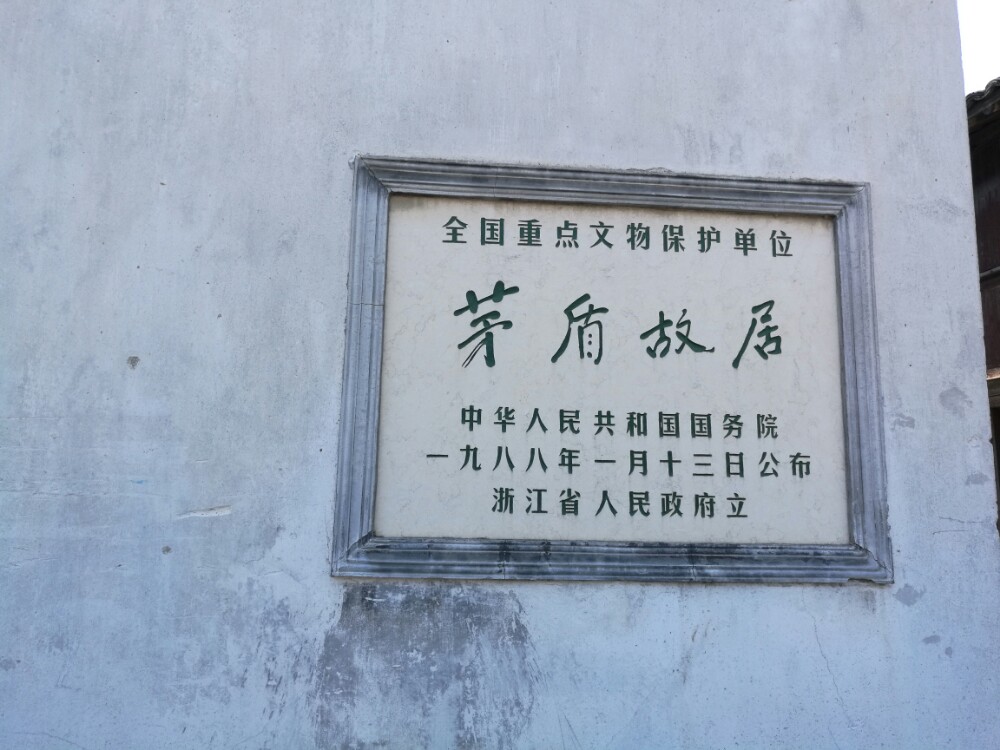 全国重点文物保护单位
茅盾故居
中华人民共和国国务院
一九八八年一月十三日公布
浙江省人民政府立